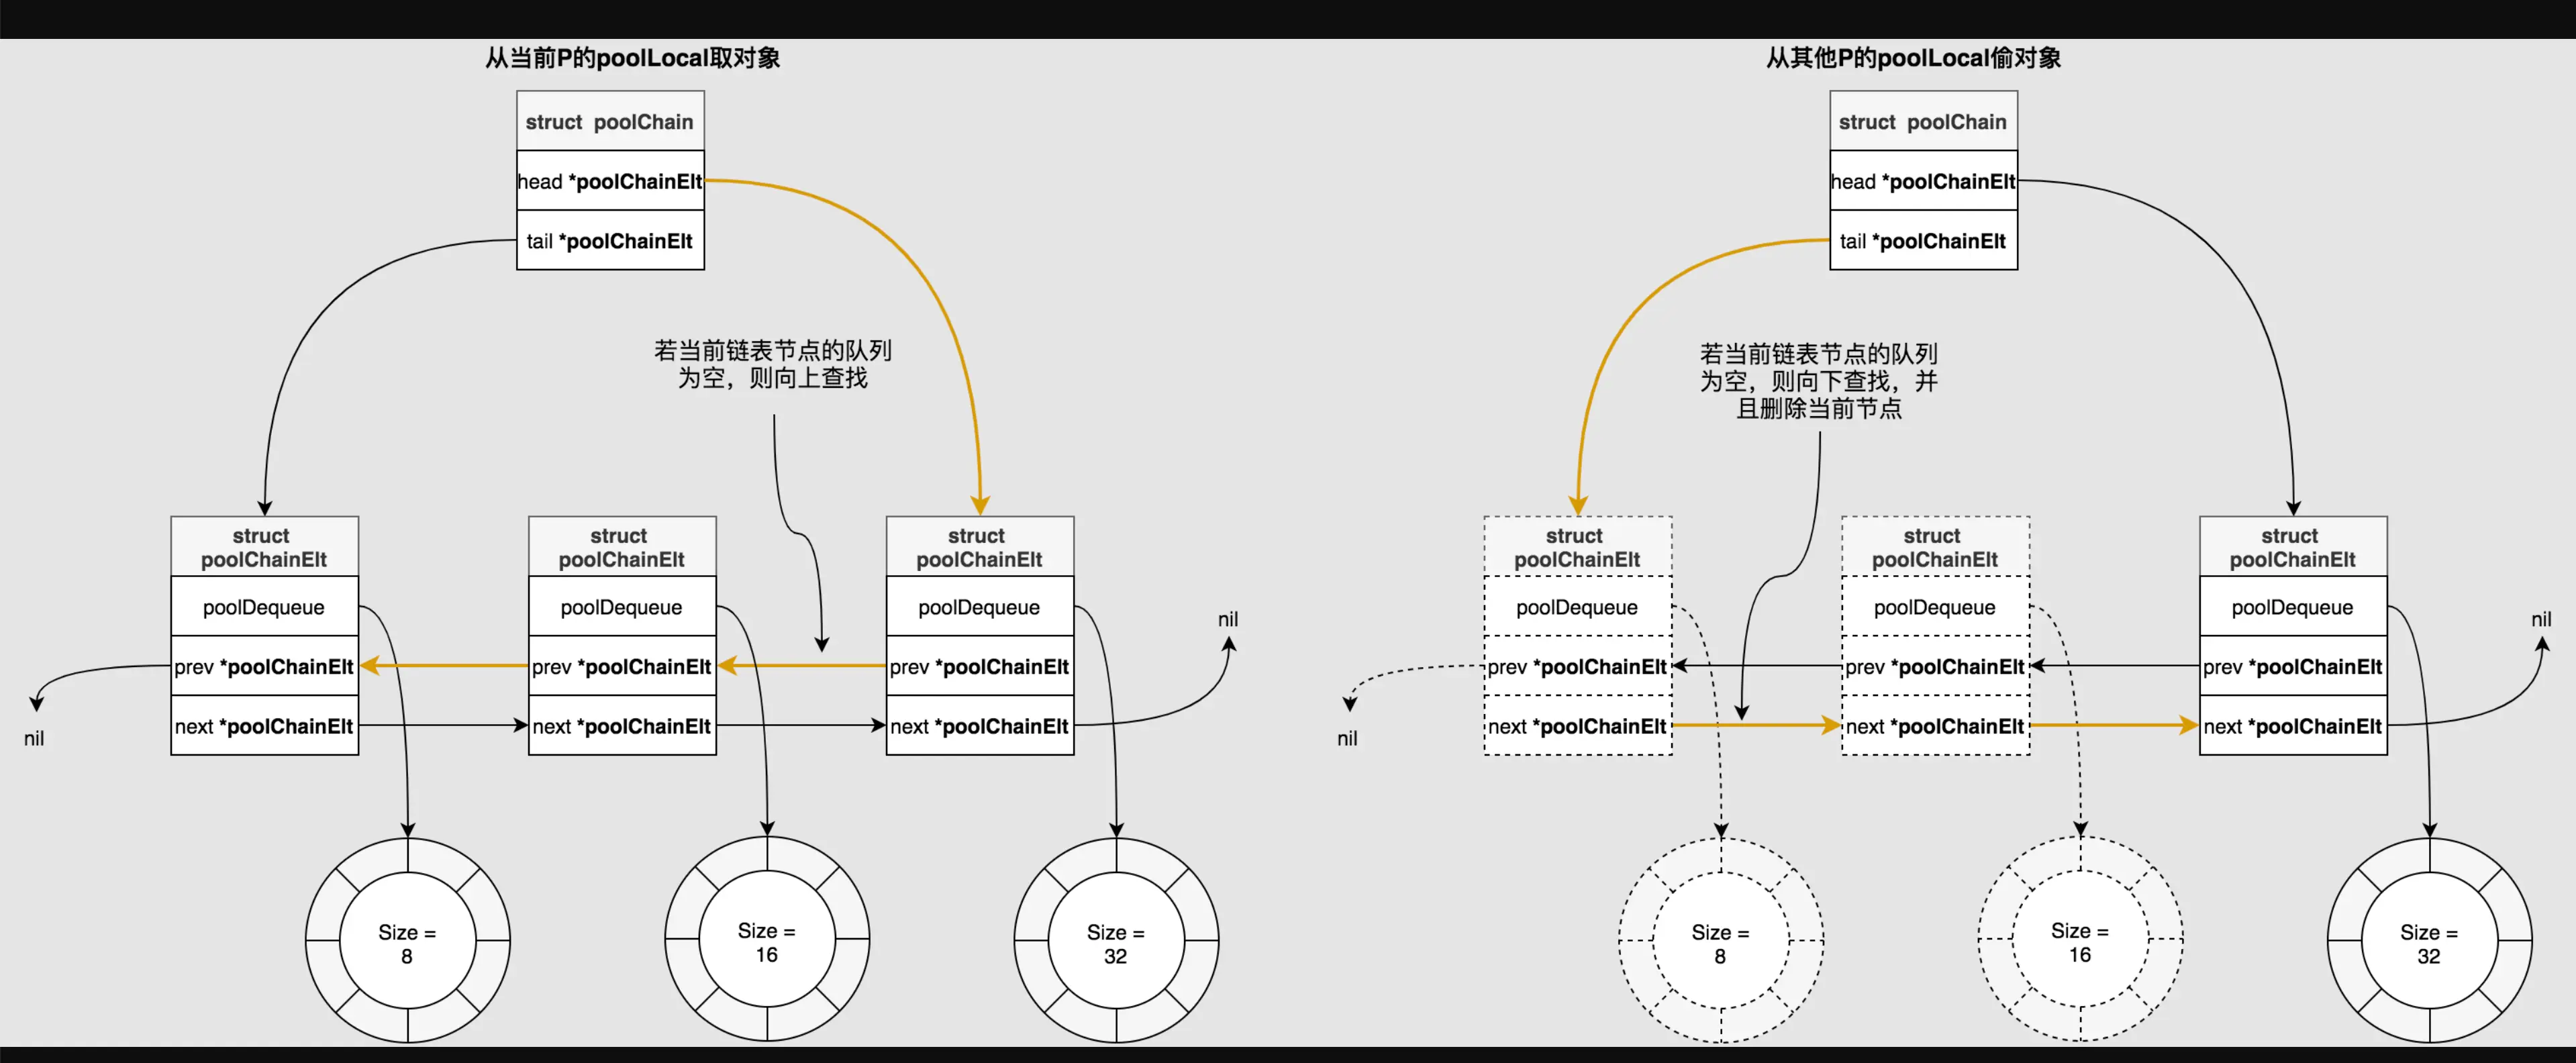 从当前P的poolLocal取对象
struct poolChain
head *poolChainElt
tail *poolChainElt
若当前链表节点的队列
为空，则向上查找
struct
poolChainElt
poolDequeue
prev *poolChainElt
next *poolChainElt
nil
struct
poolChainElt
poolDequeue
prev *poolChainElt
next *poolChainElt
struct
poolChainElt
poolDequeue
prev *poolChainElt
next *poolChainElt
nil
Size =
8
Size =
16
Size =
32
从其他P的poolLocal偷对象
struct poolChain
head *poolChainElt
tail *poolChainElt
若当前链表节点的队列
为空，则向下查找，并
且删除当前节点
struct
poolChainElt
poolDequeue
prev *poolChainElt
next *poolChainElt
nil
struct
poolChainElt
poolDequeue
prev *poolChainElt
next *poolChainElt
struct
poolChainElt
poolDequeue
prev *poolChainElt
next *poolChainElt
nil
Size =
8
Size =
16
Size =
32